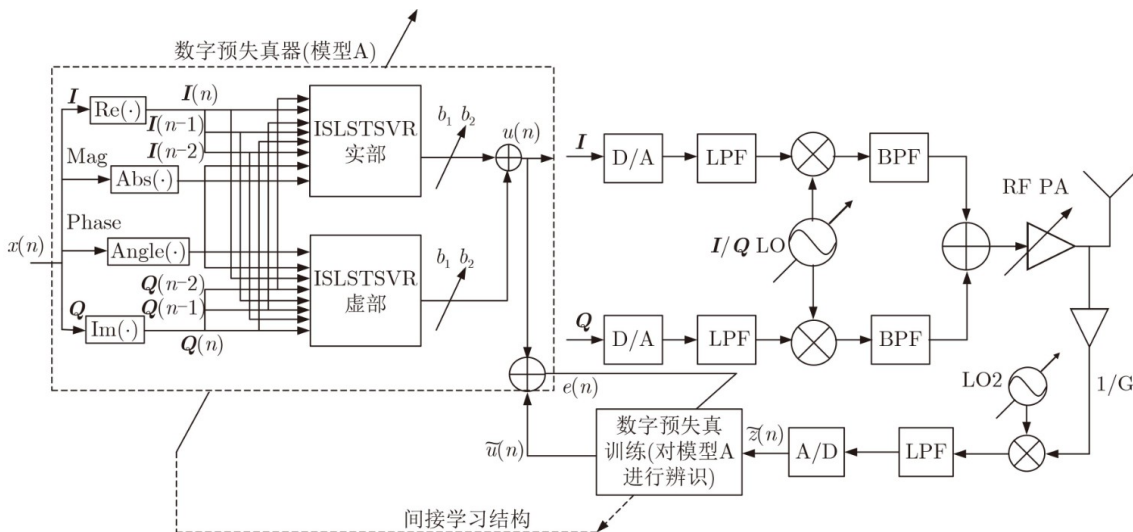 数字预失真器(模型A)
I
I(n)
Re(·)
I(n-1)
I(n-2)
Mag
Abs(·)
ISLSTSVR
实部
b₁ b₂
u(n)
Phase
x(n)
Angle(·)
Q(n-2)
Q(n-1)
Q
Im(·)
Q(n)
ISLSTSVR
虚部
b₁ b₂
I
D/A
LPF
BPF
RF PA
I/Q LO
Q
D/A
LPF
BPF
1/G
LO2
e(n)
ũ(n)
数字预失真
训练(对模型A
进行辨识)
z̃(n)
A/D
LPF
间接学习结构